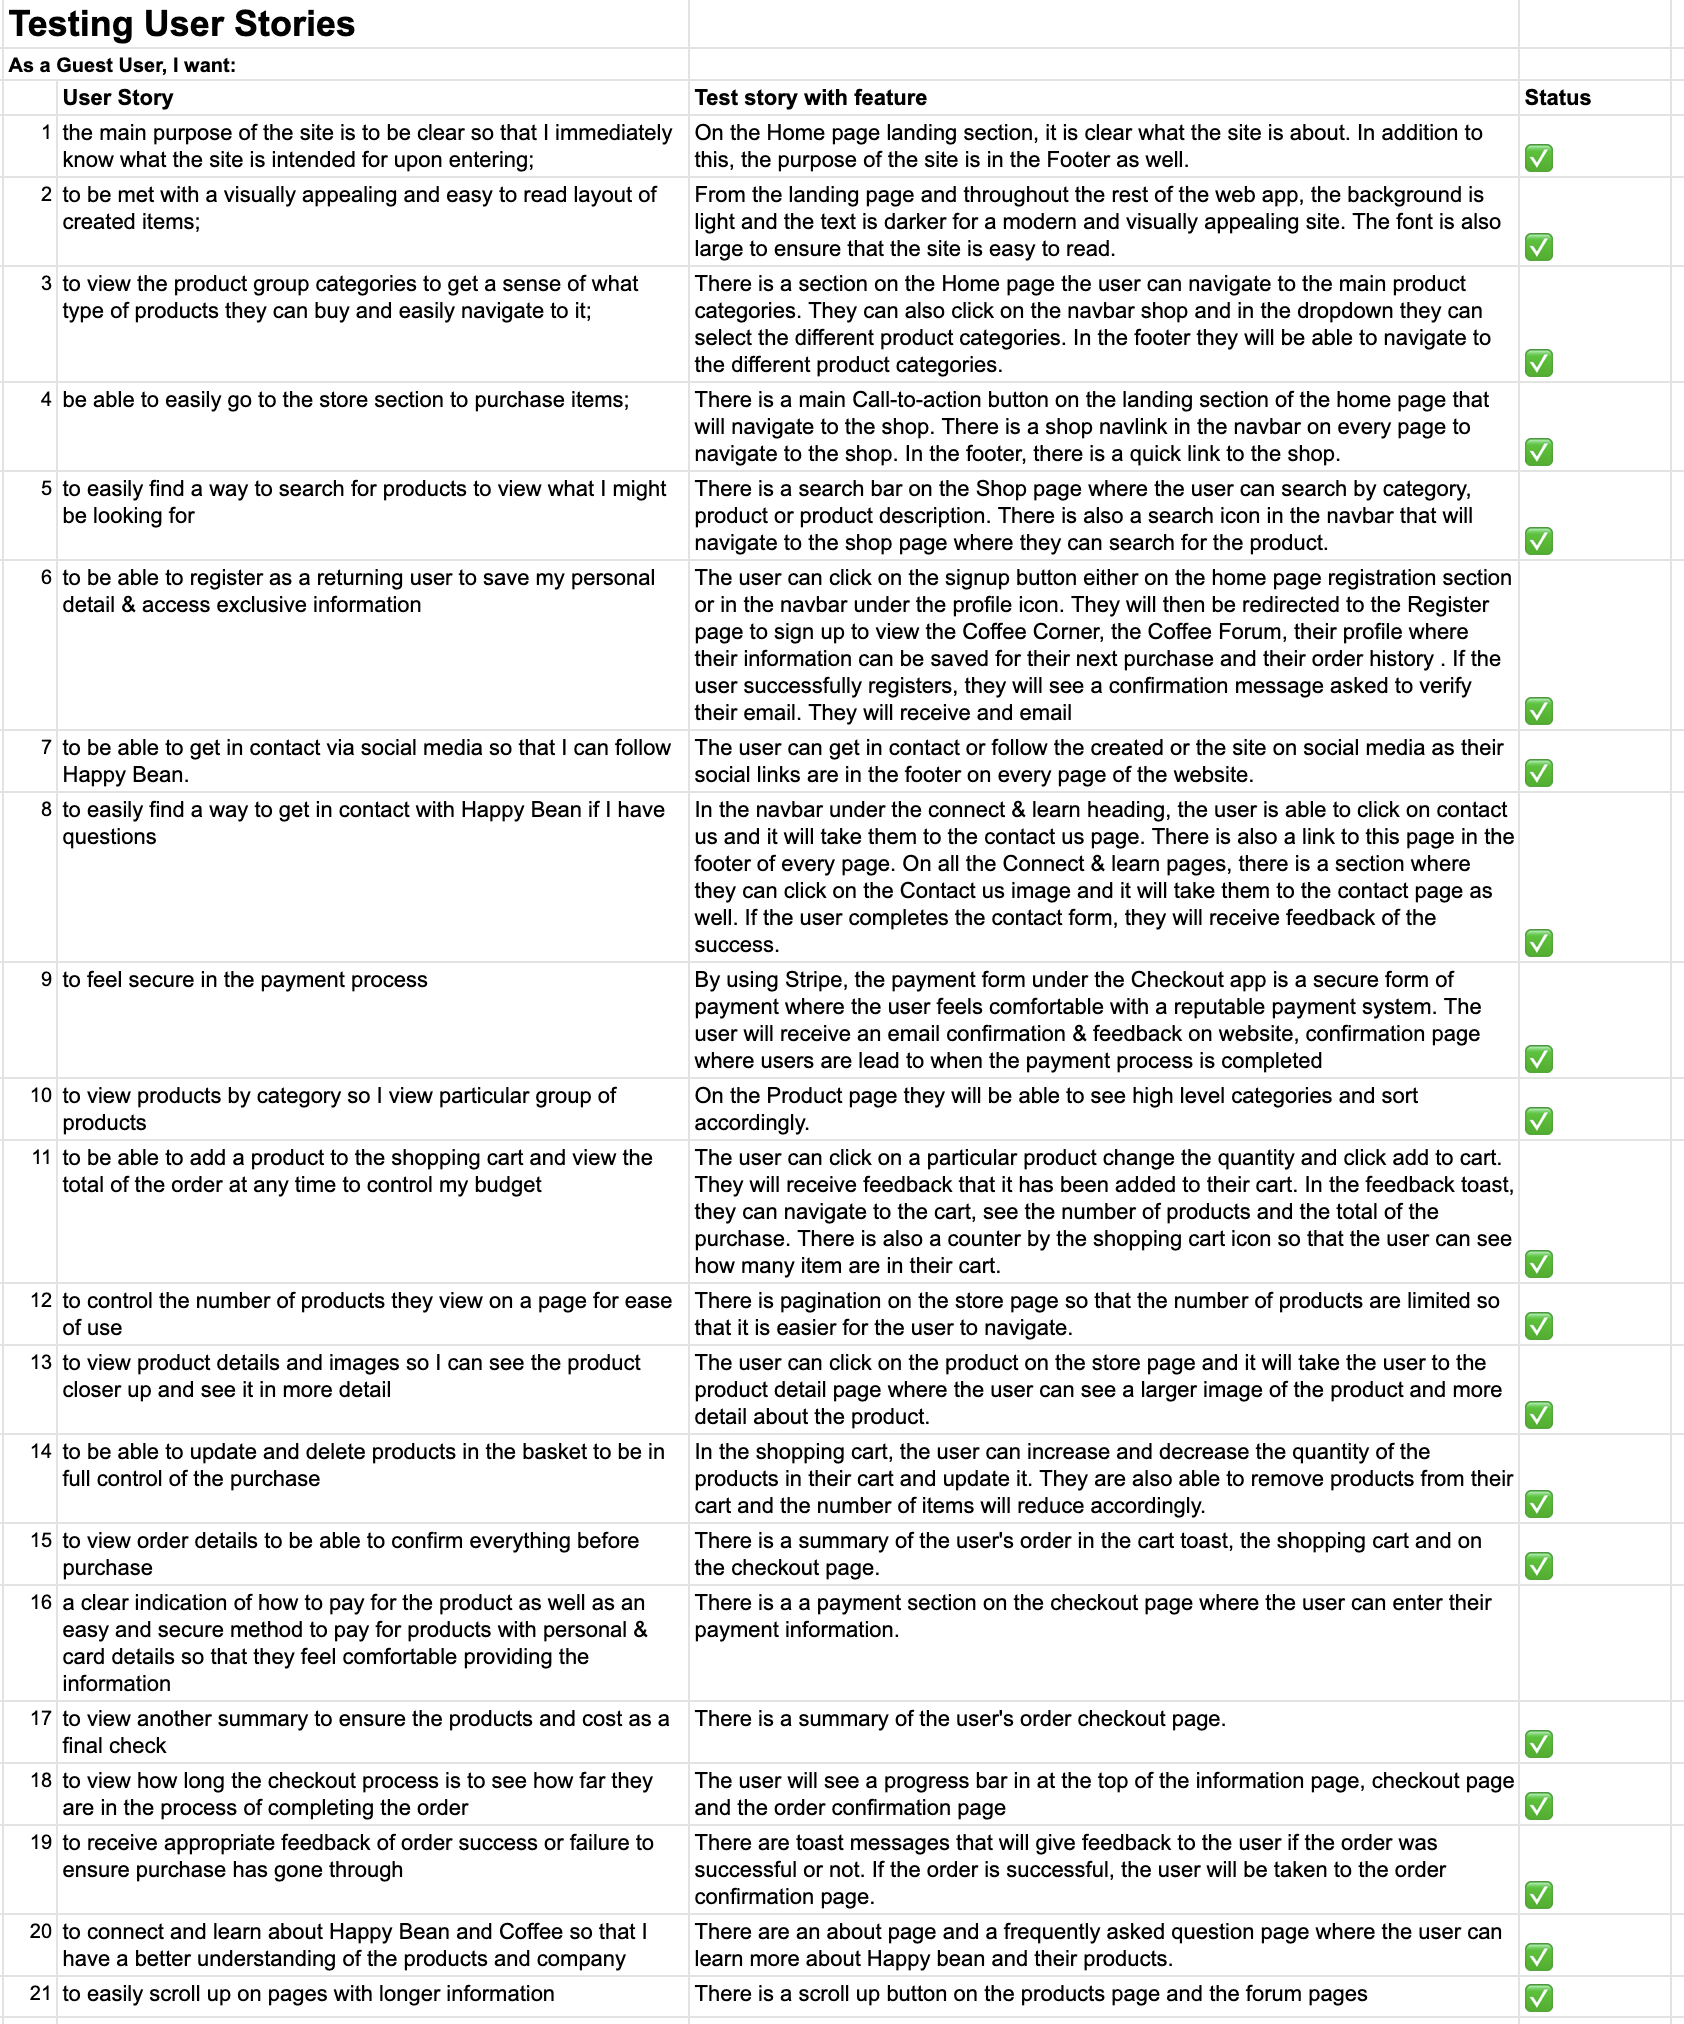 Testing User Stories
As a Guest User, I want:
User Story Test story with feature Status
1 the main purpose of the site is to be clear so that I immediately
know what the site is intended for upon entering;
On the Home page landing section, it is clear what the site is about. In addition to
this, the purpose of the site is in the Footer as well.
✅
2 to be met with a visually appealing and easy to read layout of
created items;
From the landing page and throughout the rest of the web app, the background is
light and the text is darker for a modern and visually appealing site. The font is also
large to ensure that the site is easy to read.
✅
3 to view the product group categories to get a sense of what
type of products they can buy and easily navigate to it;
There is a section on the Home page the user can navigate to the main product
categories. They can also click on the navbar shop and in the dropdown they can
select the different product categories. In the footer they will be able to navigate to
the different product categories.
✅
4 be able to easily go to the store section to purchase items;
There is a main Call-to-action button on the landing section of the home page that
will navigate to the shop. There is a shop navlink in the navbar on every page to
navigate to the shop. In the footer, there is a quick link to the shop.
✅
5 to easily find a way to search for products to view what I might
be looking for
There is a search bar on the Shop page where the user can search by category,
product or product description. There is also a search icon in the navbar that will
navigate to the shop page where they can search for the product.
✅
6 to be able to register as a returning user to save my personal
detail & access exclusive information
The user can click on the signup button either on the home page registration section
or in the navbar under the profile icon. They will then be redirected to the Register
page to sign up to view the Coffee Corner, the Coffee Forum, their profile where
their information can be saved for their next purchase and their order history . If the
user successfully registers, they will see a confirmation message asked to verify
their email. They will receive and email
✅
7 to be able to get in contact via social media so that I can follow
Happy Bean.
The user can get in contact or follow the created or the site on social media as their
social links are in the footer on every page of the website.
✅
8 to easily find a way to get in contact with Happy Bean if I have
questions
In the navbar under the connect & learn heading, the user is able to click on contact
us and it will take them to the contact us page. There is also a link to this page in the
footer of every page. On all the Connect & learn pages, there is a section where
they can click on the Contact us image and it will take them to the contact page as
well. If the user completes the contact form, they will receive feedback of the
success.
✅
9 to feel secure in the payment process
By using Stripe, the payment form under the Checkout app is a secure form of
payment where the user feels comfortable with a reputable payment system. The
user will receive an email confirmation & feedback on website, confirmation page
where users are lead to when the payment process is completed
✅
10 to view products by category so I view particular group of
products
On the Product page they will be able to see high level categories and sort
accordingly.
✅
11 to be able to add a product to the shopping cart and view the
total of the order at any time to control my budget
The user can click on a particular product change the quantity and click add to cart.
They will receive feedback that it has been added to their cart. In the feedback toast,
they can navigate to the cart, see the number of products and the total of the
purchase. There is also a counter by the shopping cart icon so that the user can see
how many item are in their cart.
✅
12 to control the number of products they view on a page for ease
of use
There is pagination on the store page so that the number of products are limited so
that it is easier for the user to navigate.
✅
13 to view product details and images so I can see the product
closer up and see it in more detail
The user can click on the product on the store page and it will take the user to the
product detail page where the user can see a larger image of the product and more
detail about the product.
✅
14 to be able to update and delete products in the basket to be in
full control of the purchase
In the shopping cart, the user can increase and decrease the quantity of the
products in their cart and update it. They are also able to remove products from their
cart and the number of items will reduce accordingly.
✅
15 to view order details to be able to confirm everything before
purchase
There is a summary of the user's order in the cart toast, the shopping cart and on
the checkout page.
✅
16 a clear indication of how to pay for the product as well as an
easy and secure method to pay for products with personal &
card details so that they feel comfortable providing the
information
There is a a payment section on the checkout page where the user can enter their
payment information.
17 to view another summary to ensure the products and cost as a
final check
There is a summary of the user's order checkout page.
✅
18 to view how long the checkout process is to see how far they
are in the process of completing the order
The user will see a progress bar in at the top of the information page, checkout page
and the order confirmation page
✅
19 to receive appropriate feedback of order success or failure to
ensure purchase has gone through
There are toast messages that will give feedback to the user if the order was
successful or not. If the order is successful, the user will be taken to the order
confirmation page.
✅
20 to connect and learn about Happy Bean and Coffee so that I
have a better understanding of the products and company
There are an about page and a frequently asked question page where the user can
learn more about Happy bean and their products.
✅
21 to easily scroll up on pages with longer information
There is a scroll up button on the products page and the forum pages
✅